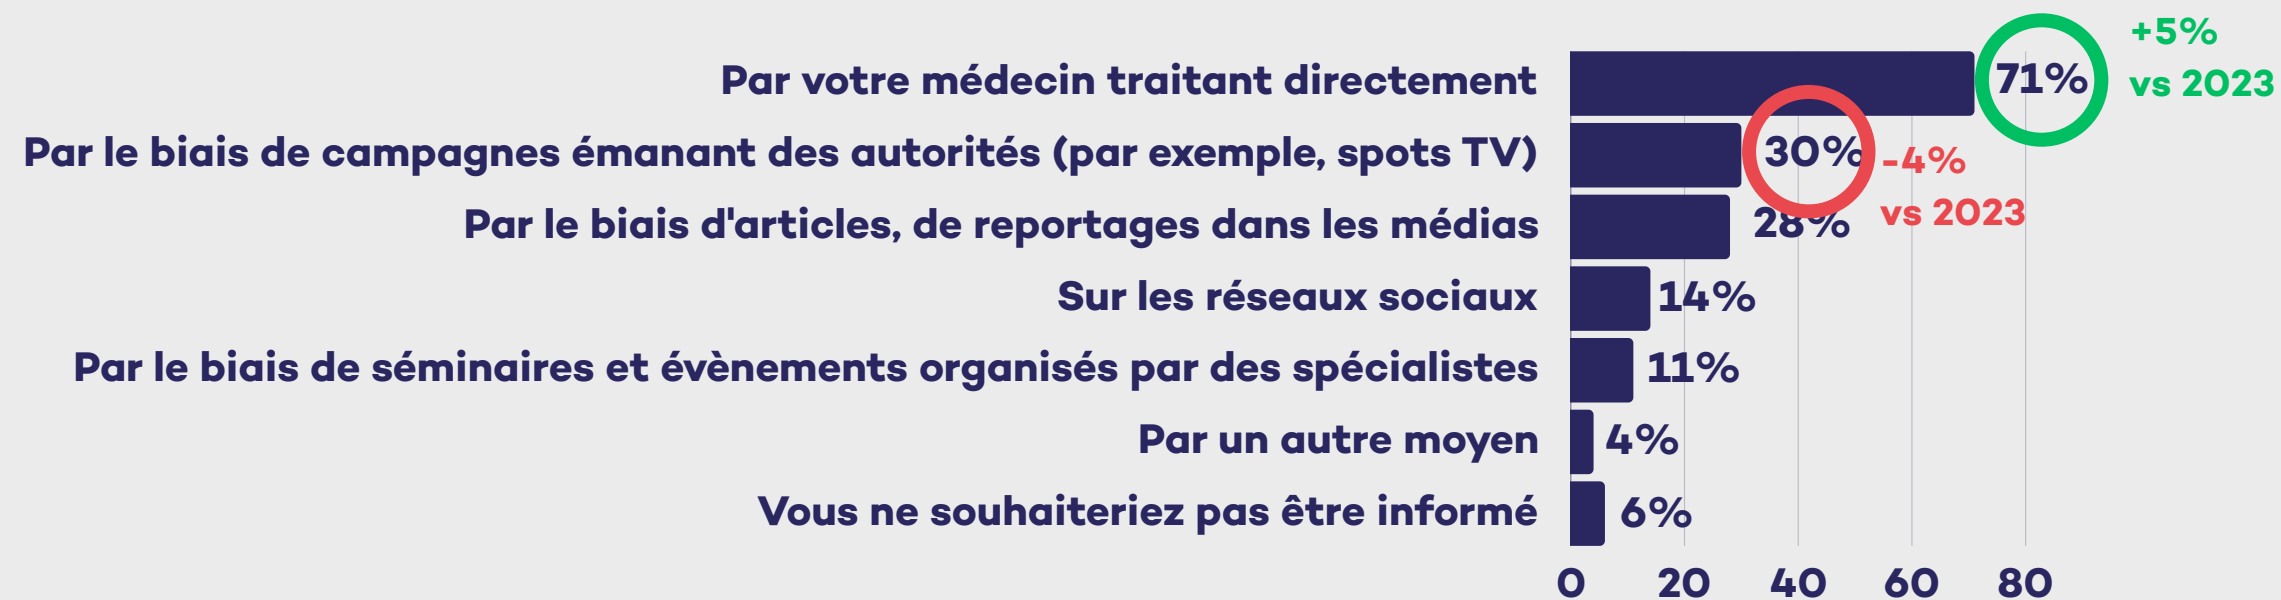 +5%
Par votre médecin traitant directement 71% vs 2023
Par le biais de campagnes émanant des autorités (par exemple, spots TV) 30% -4%
Par le biais d'articles, de reportages dans les médias 28% vs 2023
Sur les réseaux sociaux 14%
Par le biais de séminaires et évènements organisés par des spécialistes 11%
Par un autre moyen 4%
Vous ne souhaiteriez pas être informé 6%
0 20 40 60 80